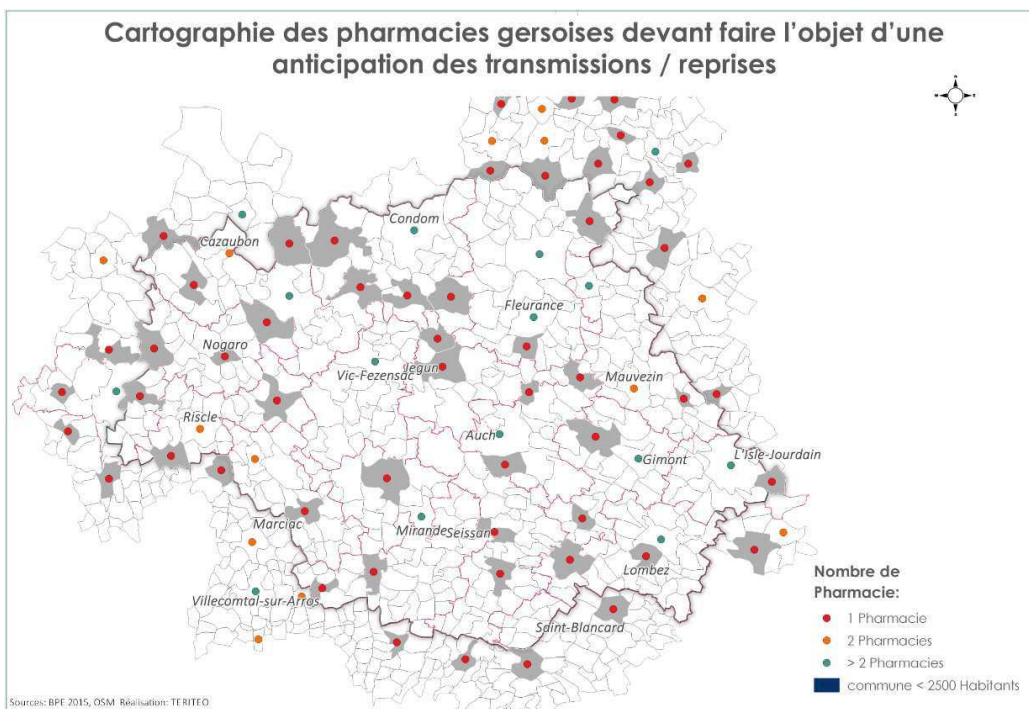 Cartographie des pharmacies gersoises devant faire l'objet d'une
anticipation des transmissions / reprises
Condom
Cazaubon
Fleurance
Nogaro
Vic-Fezensac
Jegun
Mauvezin
Riscle
Auch
Gimont
L'Isle-Jourdain
Marciac
Mirande
Seissan
Lombez
Villecomtal-sur-Arros
Saint-Blancard
Nombre de
Pharmacie:
1 Pharmacie
2 Pharmacies
> 2 Pharmacies
commune < 2500 Habitants
Sources: BPE 2015, OSM Réalisation: TERITEO